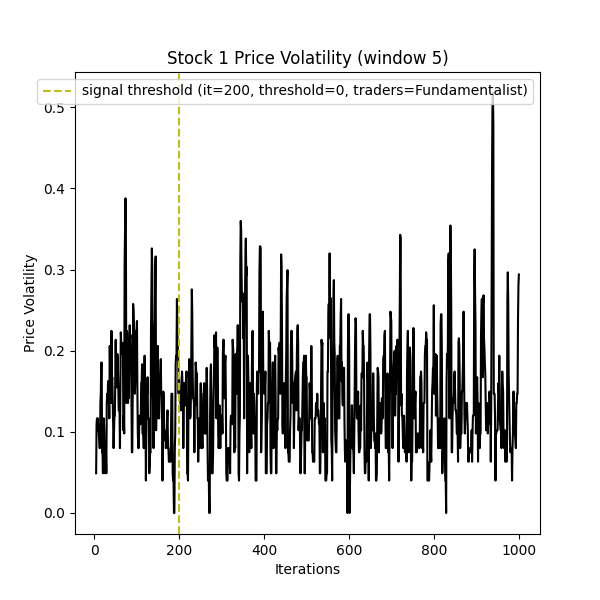 Stock 1 Price Volatility (window 5)
signal threshold (it=200, threshold=0, traders=Fundamentalist)
0.5
0.4
0.3
0.2
0.1
0.0
Price Volatility
0 200 400 600 800 1000
Iterations